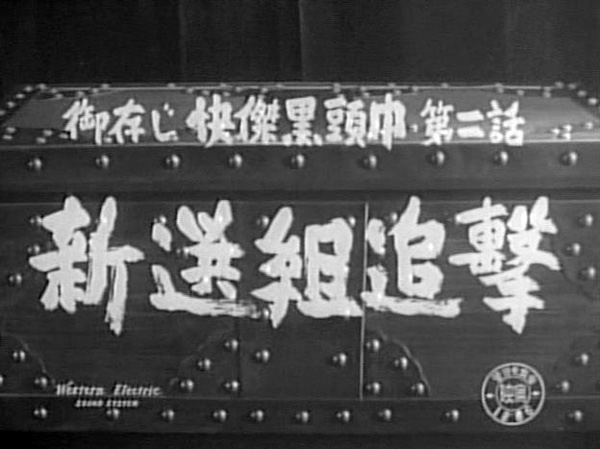 御存じ 快傑黒頭巾 第二話
新送組追撃
Western Electric
SOUND SYSTEM